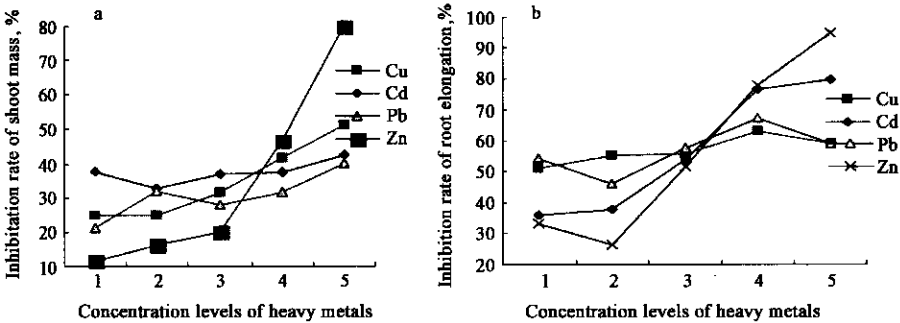 Inhibitation rate of shoot mass, %
80
70
60
50
40
30
20
10
a
Cu
Cd
Pb
Zn
1 2 3 4 5
Concentration levels of heavy metals
Inhibition rate of root elongation,%
100
90
80
70
60
50
40
30
20
b
Cu
Cd
Pb
Zn
1 2 3 4 5
Concentration levels of heavy metals